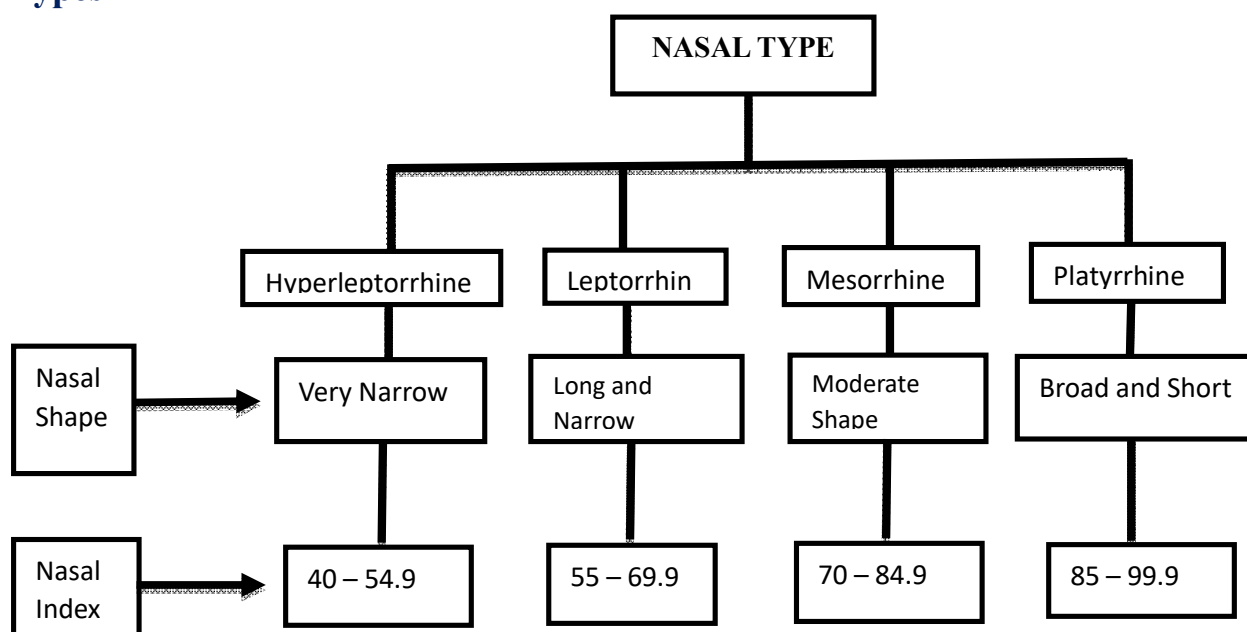 NASAL TYPE
Hyperleptorrhine
Leptorrhin
Mesorrhine
Platyrrhine
Nasal
Shape
Very Narrow
Long and
Narrow
Moderate
Shape
Broad and Short
Nasal
Index
40 – 54.9
55 – 69.9
70 – 84.9
85 – 99.9